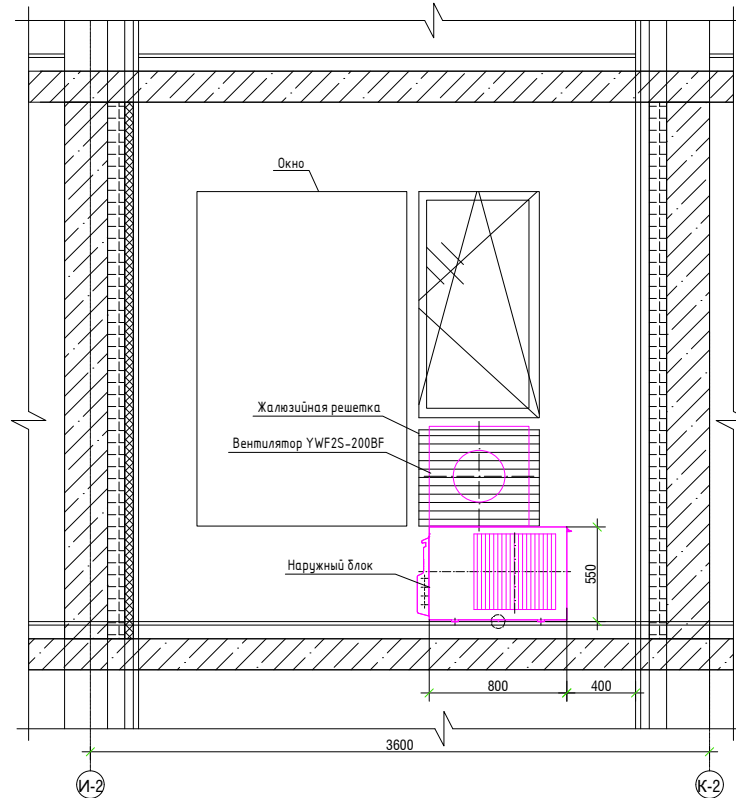 Окно
Жалюзийная решетка
Вентилятор YWF2S-200BF
Наружный блок
550
800
400
3600
И-2
К-2